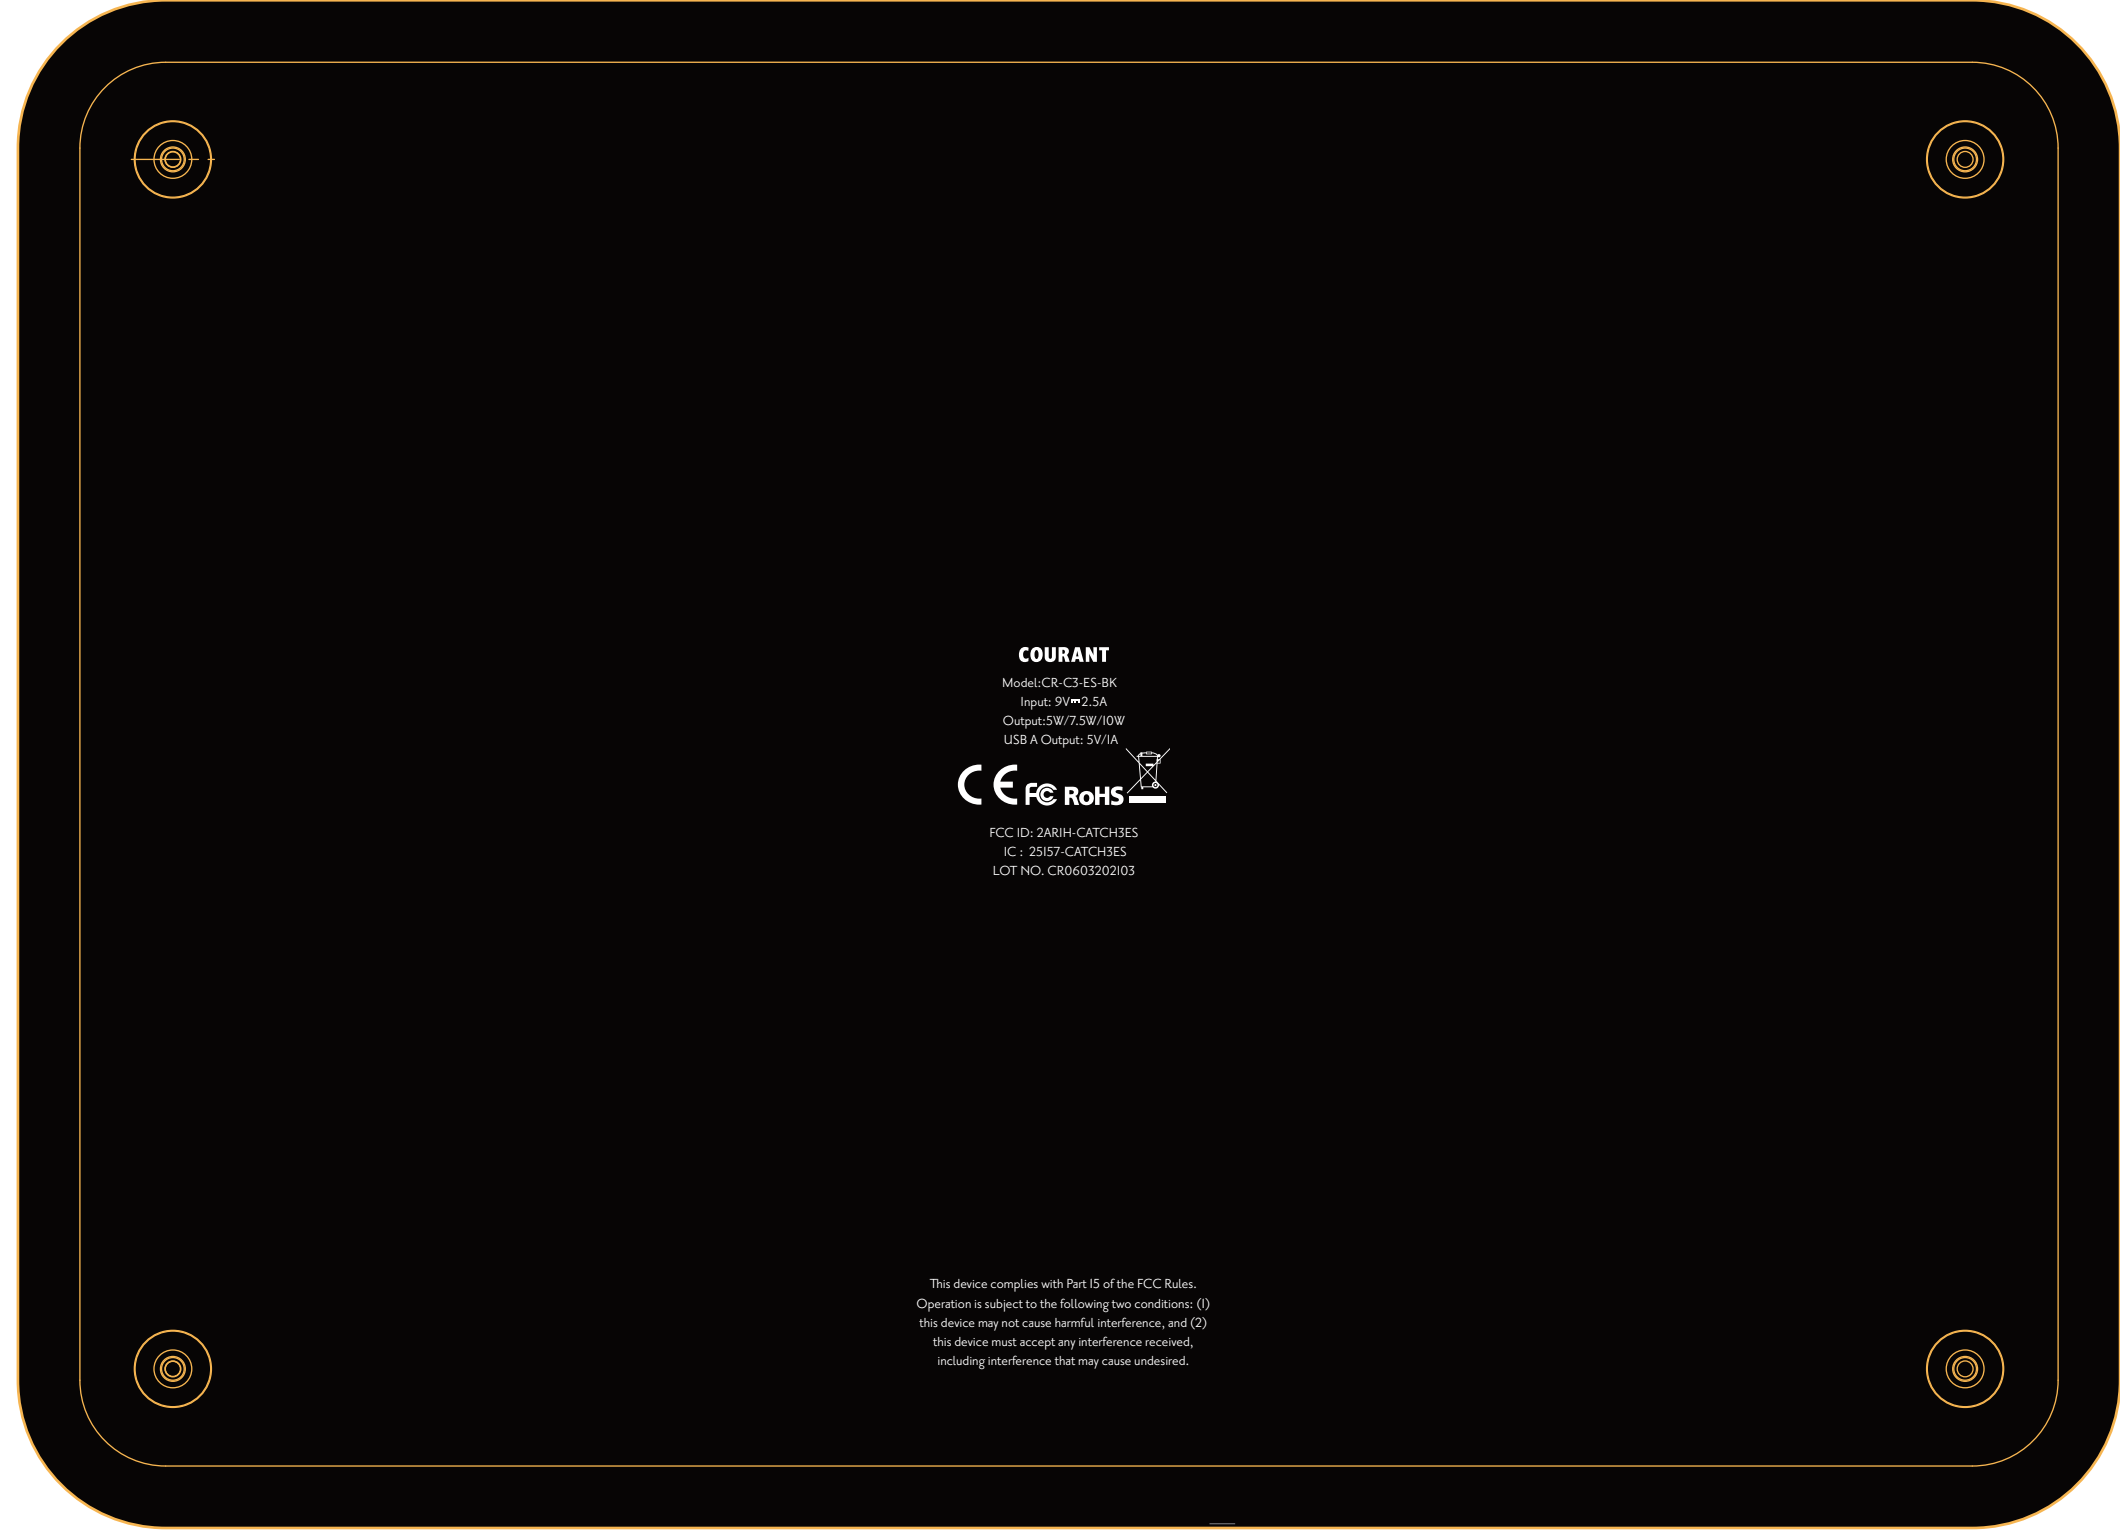 COURANT
Model:CR-C3-ES-BK
Input: 9V⎓2.5A
Output:5W/7.5W/10W
USB A Output: 5V/1A
CE FC RoHS
FCC ID: 2ARIH-CATCH3ES
IC : 25157-CATCH3ES
LOT NO. CR0603202103
This device complies with Part 15 of the FCC Rules.
Operation is subject to the following two conditions: (1)
this device may not cause harmful interference, and (2)
this device must accept any interference received,
including interference that may cause undesired.